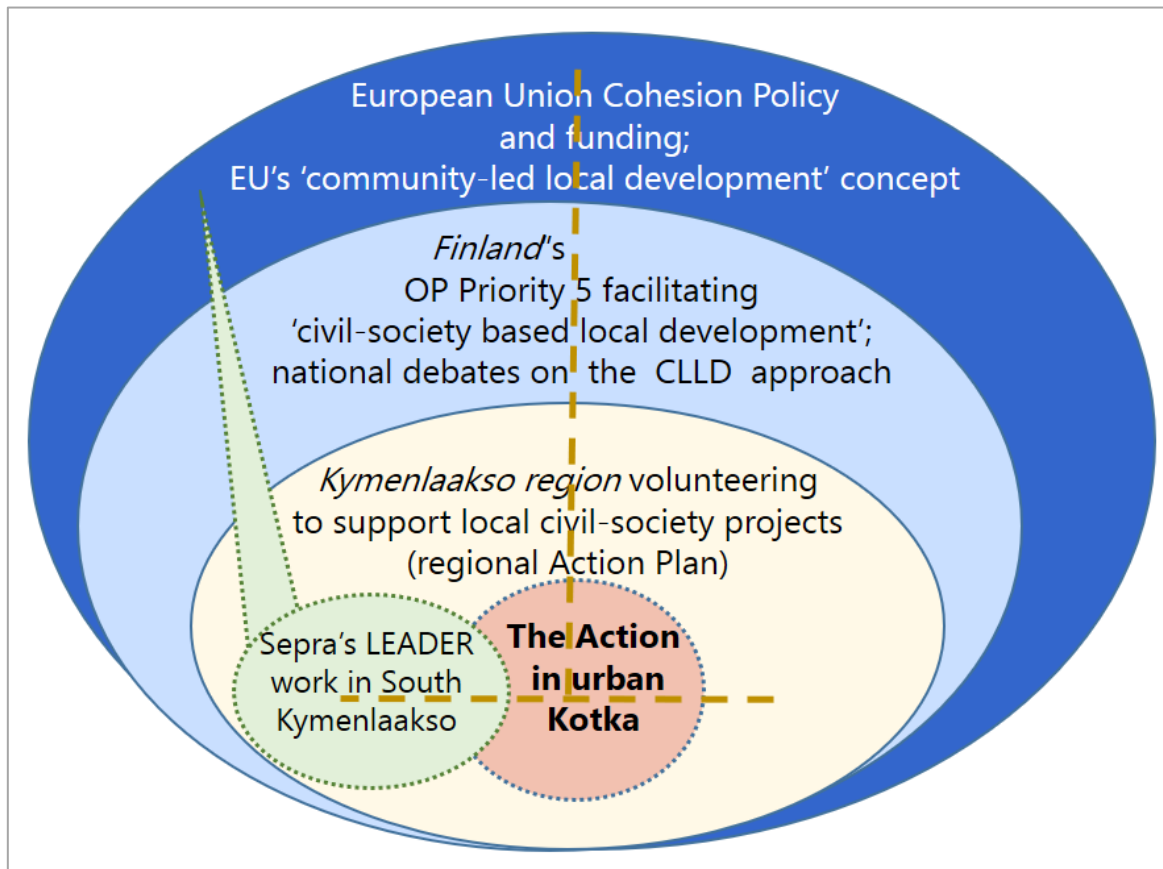 European Union Cohesion Policy
and funding;
EU's 'community-led local development' concept
Finland's
OP Priority 5 facilitating
'civil-society based local development';
national debates on the CLLD approach
Kymenlaakso region volunteering
to support local civil-society projects
(regional Action Plan)
Sepra's LEADER
work in South
Kymenlaakso
The Action
in urban
Kotka